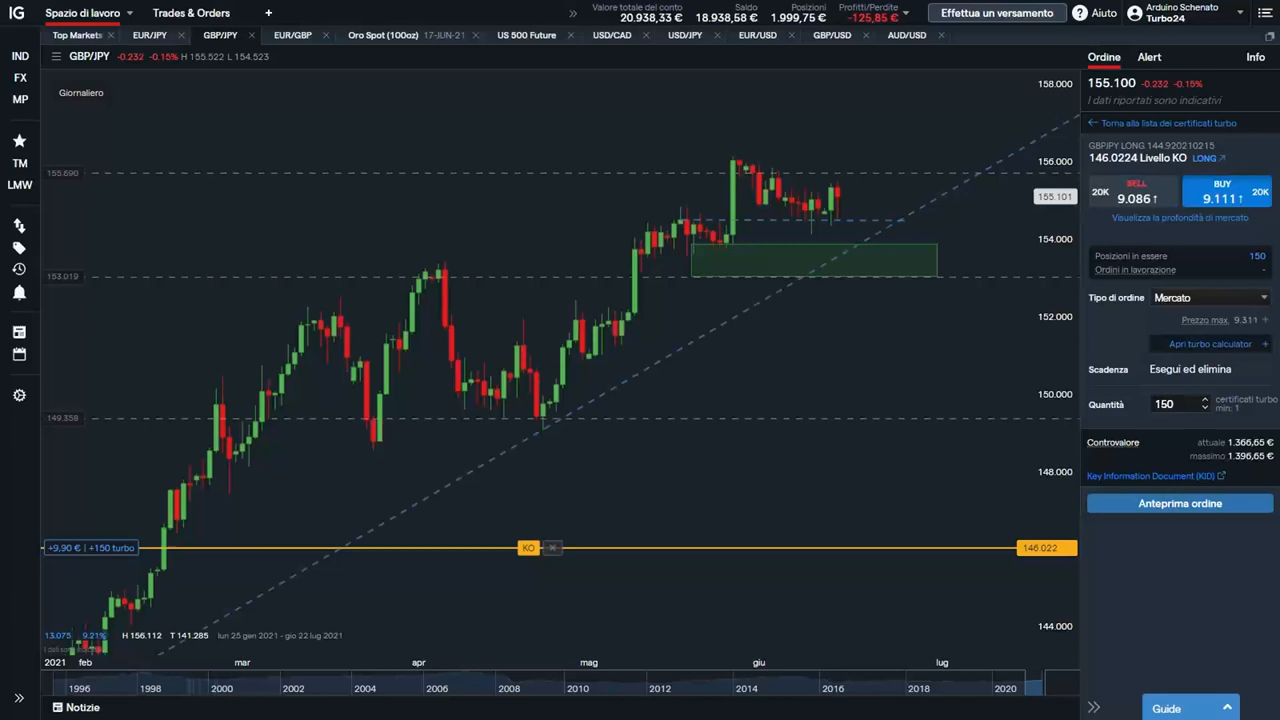 IG
Spazio di lavoro
Trades & Orders
+
Valore totale del conto
20.938,33 €
Saldo
18.938,58 €
Posizioni
1.999,75 €
Profitti/Perdite
-125,85 €
Effettua un versamento
Aiuto
Arduino Schenato
Turbo24
Top Markets
EUR/JPY
GBP/JPY
EUR/GBP
Oro Spot (100oz) 17-JUN-21
US 500 Future
USD/CAD
USD/JPY
EUR/USD
GBP/USD
AUD/USD
IND
FX
MP
TM
LMW
GBP/JPY -0.232 -0.15% H 155.522 L 154.523
Giornaliero
158.000
156.000
155.890
155.101
154.000
153.019
152.000
150.000
149.358
148.000
+9,90 € | +150 turbo
KO
146.022
144.000
13.075 9.21% H 156.112 T 141.285 lun 25 gen 2021 - gio 22 lug 2021
2021 feb mar apr mag giu lug
1996 1998 2000 2002 2004 2006 2008 2010 2012 2014 2016 2018 2020
Notizie
Ordine
Alert
Info
155.100 -0.232 -0.15%
I dati riportati sono indicativi
Torna alla lista dei certificati turbo
GBPJPY LONG 144.920210215
146.0224 Livello KO LONG
20K
SELL
9.086
BUY
9.111
20K
Visualizza la profondità di mercato
Posizioni in essere 150
Ordini in lavorazione -
Tipo di ordine Mercato
Prezzo max. 9.311 +
Apri turbo calculator +
Scadenza Esegui ed elimina
Quantità 150 certificati turbo
min: 1
Controvalore attuale 1.366,65 €
massimo 1.396,65 €
Key Information Document (KID)
Anteprima ordine
Guide